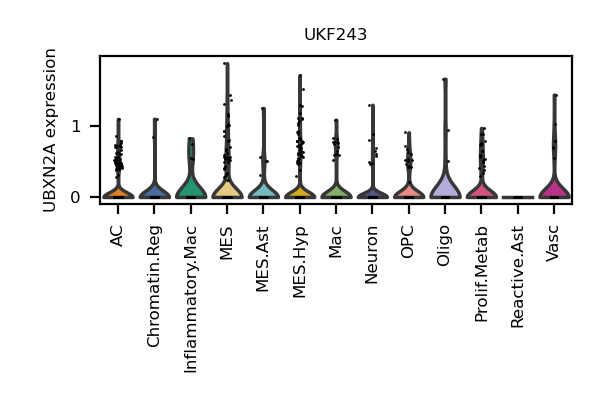 UKF243
UBXN2A expression
1
0
AC
Chromatin.Reg
Inflammatory.Mac
MES
MES.Ast
MES.Hyp
Mac
Neuron
OPC
Oligo
Prolif.Metab
Reactive.Ast
Vasc